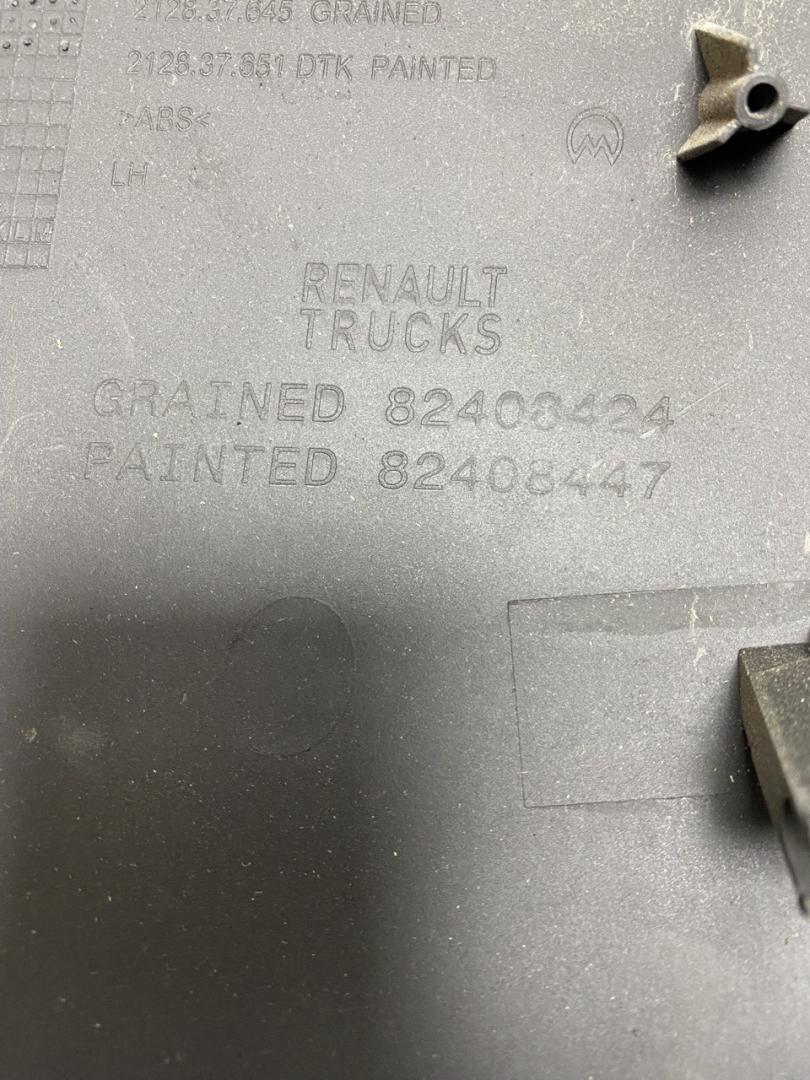 2128.37.645 GRAINED
2128.37.651 DTK PAINTED
>ABS<
LH
RENAULT
TRUCKS
GRAINED 82408424
PAINTED 82408447